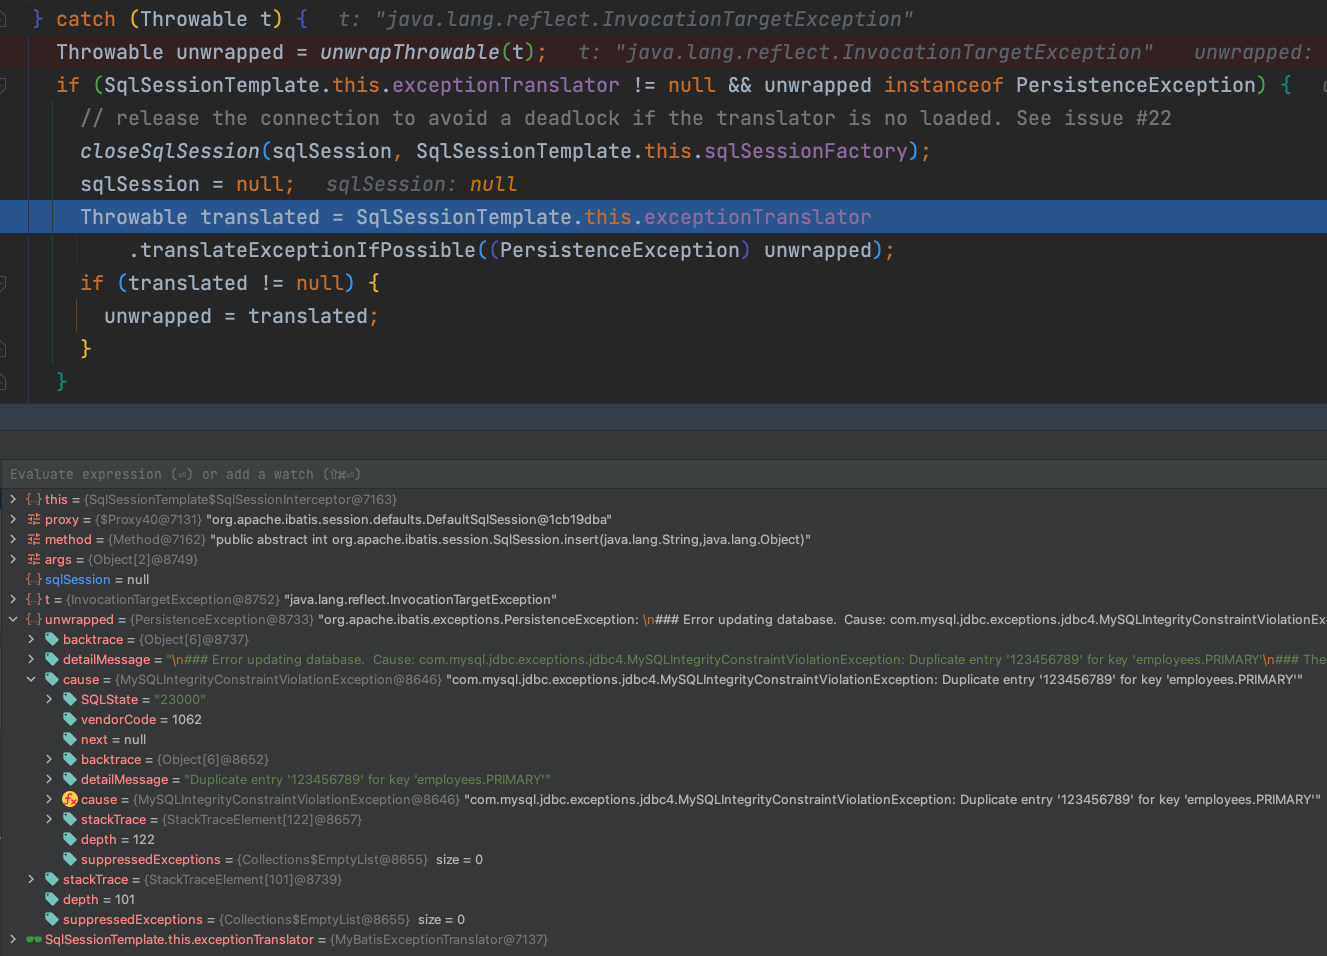 } catch (Throwable t) {   t: "java.lang.reflect.InvocationTargetException"
Throwable unwrapped = unwrapThrowable(t);   t: "java.lang.reflect.InvocationTargetException"   unwrapped:
if (SqlSessionTemplate.this.exceptionTranslator != null && unwrapped instanceof PersistenceException) {
// release the connection to avoid a deadlock if the translator is no loaded. See issue #22
closeSqlSession(sqlSession, SqlSessionTemplate.this.sqlSessionFactory);
sqlSession = null;   sqlSession: null
Throwable translated = SqlSessionTemplate.this.exceptionTranslator
.translateExceptionIfPossible((PersistenceException) unwrapped);
if (translated != null) {
unwrapped = translated;
}
}
Evaluate expression (⏎) or add a watch (⇧⌘⏎)
this = {SqlSessionTemplate$SqlSessionInterceptor@7163}
proxy = {$Proxy40@7131} "org.apache.ibatis.session.defaults.DefaultSqlSession@1cb19dba"
method = {Method@7162} "public abstract int org.apache.ibatis.session.SqlSession.insert(java.lang.String,java.lang.Object)"
args = {Object[2]@8749}
sqlSession = null
t = {InvocationTargetException@8752} "java.lang.reflect.InvocationTargetException"
unwrapped = {PersistenceException@8733} "org.apache.ibatis.exceptions.PersistenceException: \n### Error updating database.  Cause: com.mysql.jdbc.exceptions.jdbc4.MySQLIntegrityConstraintViolationEx
backtrace = {Object[6]@8737}
detailMessage = "\n### Error updating database.  Cause: com.mysql.jdbc.exceptions.jdbc4.MySQLIntegrityConstraintViolationException: Duplicate entry '123456789' for key 'employees.PRIMARY'\n### The
cause = {MySQLIntegrityConstraintViolationException@8646} "com.mysql.jdbc.exceptions.jdbc4.MySQLIntegrityConstraintViolationException: Duplicate entry '123456789' for key 'employees.PRIMARY'"
SQLState = "23000"
vendorCode = 1062
next = null
backtrace = {Object[6]@8652}
detailMessage = "Duplicate entry '123456789' for key 'employees.PRIMARY'"
cause = {MySQLIntegrityConstraintViolationException@8646} "com.mysql.jdbc.exceptions.jdbc4.MySQLIntegrityConstraintViolationException: Duplicate entry '123456789' for key 'employees.PRIMARY'"
stackTrace = {StackTraceElement[122]@8657}
depth = 122
suppressedExceptions = {Collections$EmptyList@8655}  size = 0
stackTrace = {StackTraceElement[101]@8739}
depth = 101
suppressedExceptions = {Collections$EmptyList@8655}  size = 0
SqlSessionTemplate.this.exceptionTranslator = {MyBatisExceptionTranslator@7137}